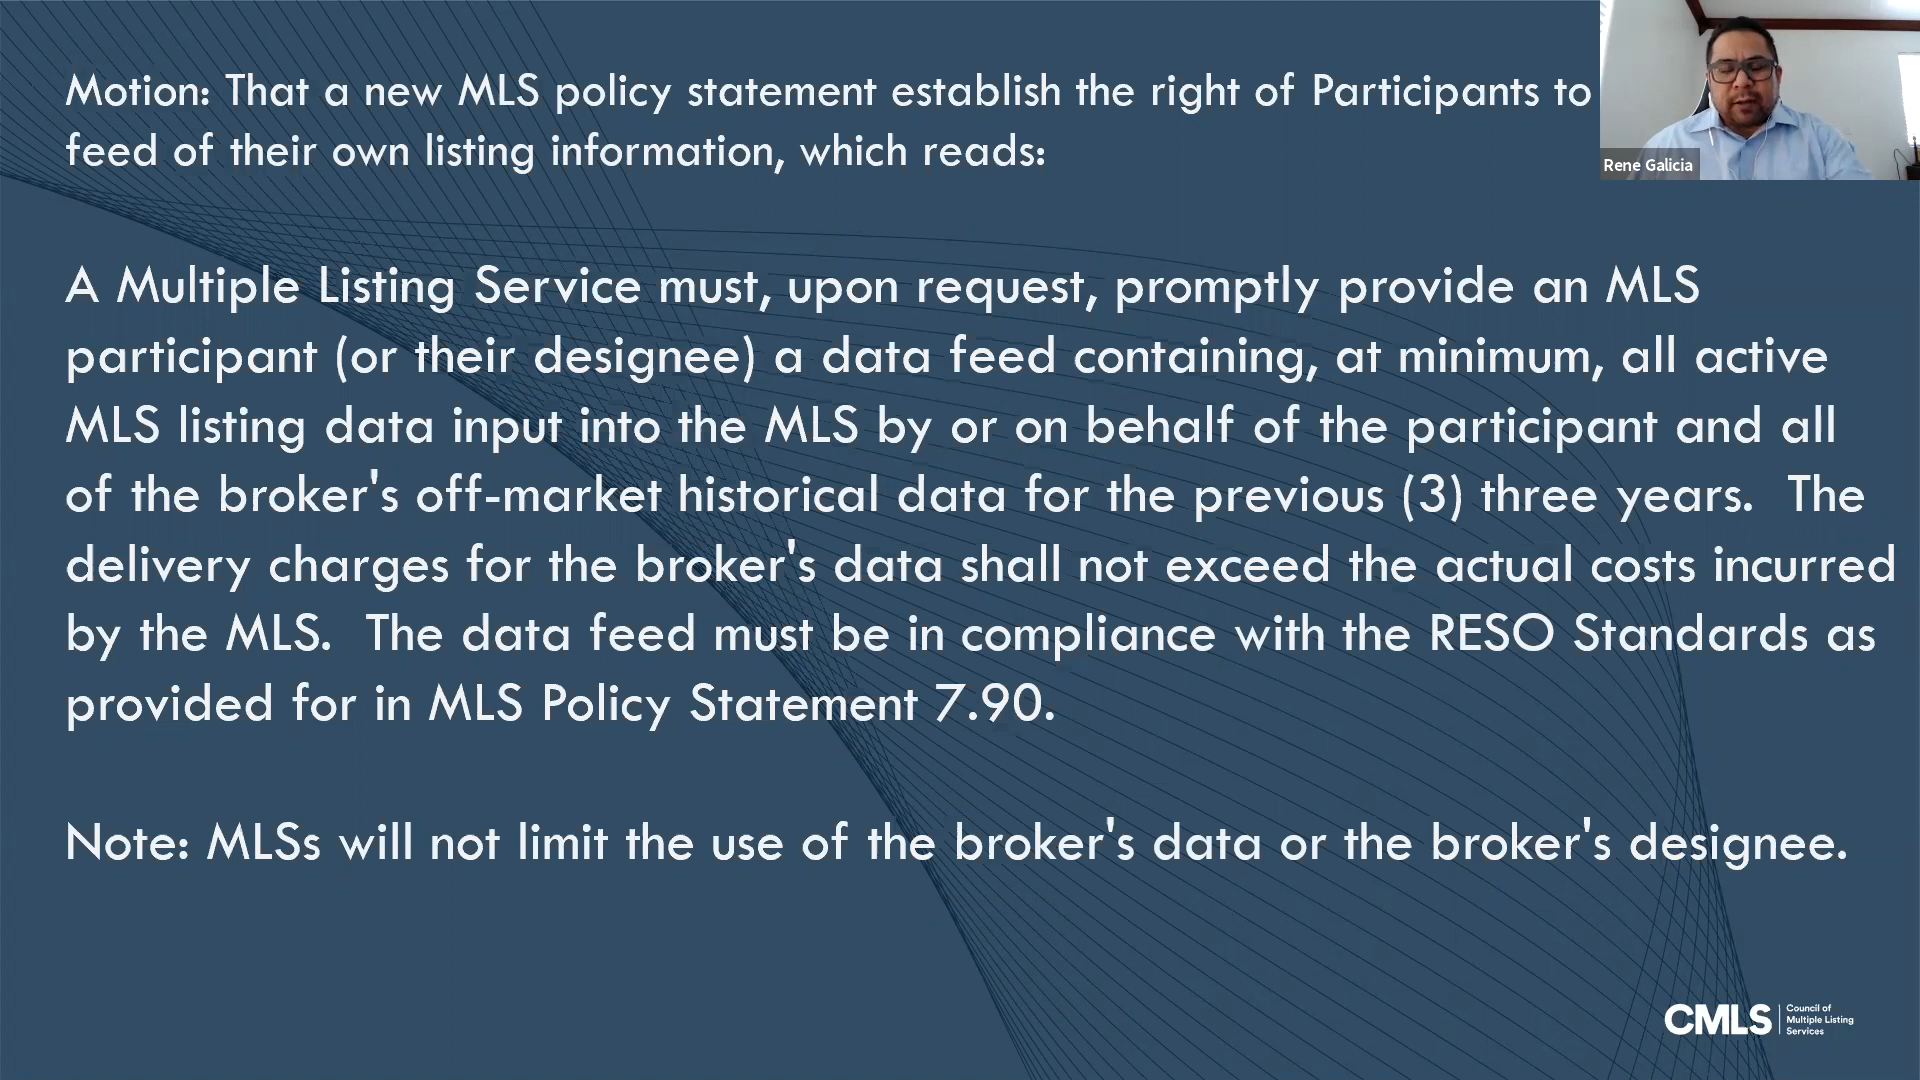 Motion: That a new MLS policy statement establish the right of Participants to
feed of their own listing information, which reads:
Rene Galicia
A Multiple Listing Service must, upon request, promptly provide an MLS
participant (or their designee) a data feed containing, at minimum, all active
MLS listing data input into the MLS by or on behalf of the participant and all
of the broker's off-market historical data for the previous (3) three years.  The
delivery charges for the broker's data shall not exceed the actual costs incurred
by the MLS.  The data feed must be in compliance with the RESO Standards as
provided for in MLS Policy Statement 7.90.
Note: MLSs will not limit the use of the broker's data or the broker's designee.
CMLS
Council of
Multiple Listing
Services